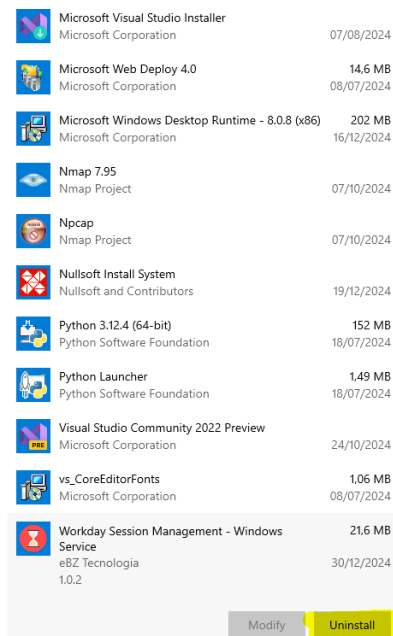 Microsoft Visual Studio Installer
Microsoft Corporation 07/08/2024
Microsoft Web Deploy 4.0 14,6 MB
Microsoft Corporation 08/07/2024
Microsoft Windows Desktop Runtime - 8.0.8 (x86) 202 MB
Microsoft Corporation 16/12/2024
Nmap 7.95
Nmap Project 07/10/2024
Npcap
Nmap Project 07/10/2024
Nullsoft Install System
Nullsoft and Contributors 19/12/2024
Python 3.12.4 (64-bit) 152 MB
Python Software Foundation 18/07/2024
Python Launcher 1,49 MB
Python Software Foundation 18/07/2024
Visual Studio Community 2022 Preview
PRE
Microsoft Corporation 24/10/2024
vs_CoreEditorFonts 1,06 MB
Microsoft Corporation 08/07/2024
Workday Session Management - Windows 21,6 MB
Service
eBZ Tecnologia 30/12/2024
1.0.2
Modify Uninstall